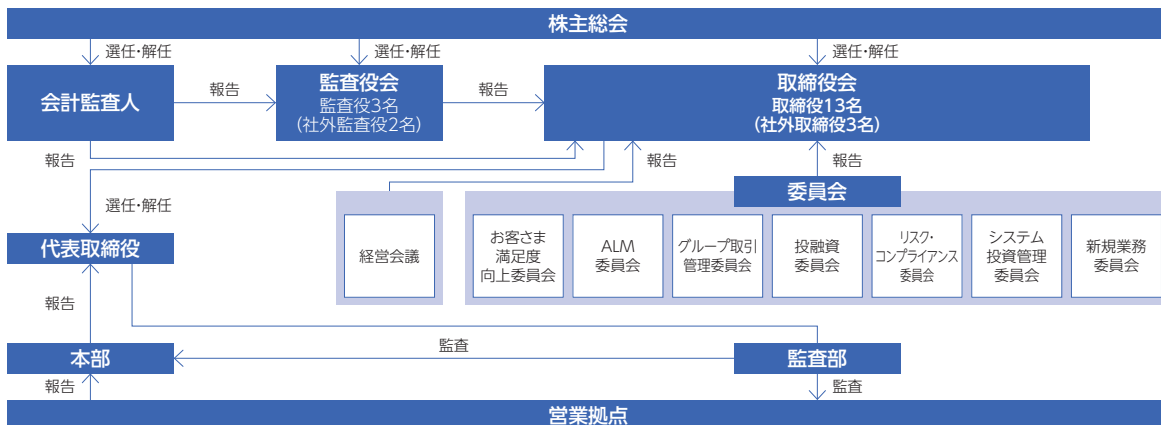 株主総会
選任・解任
選任・解任
選任・解任
会計監査人
報告
監査役会
監査役3名
(社外監査役2名)
報告
取締役会
取締役13名
(社外取締役3名)
報告
報告
報告
委員会
選任・解任
代表取締役
経営会議
お客さま
満足度
向上委員会
ALM
委員会
グループ取引
管理委員会
投融資
委員会
リスク・
コンプライアンス
委員会
システム
投資管理
委員会
新規業務
委員会
報告
本部
監査
監査部
報告
監査
営業拠点